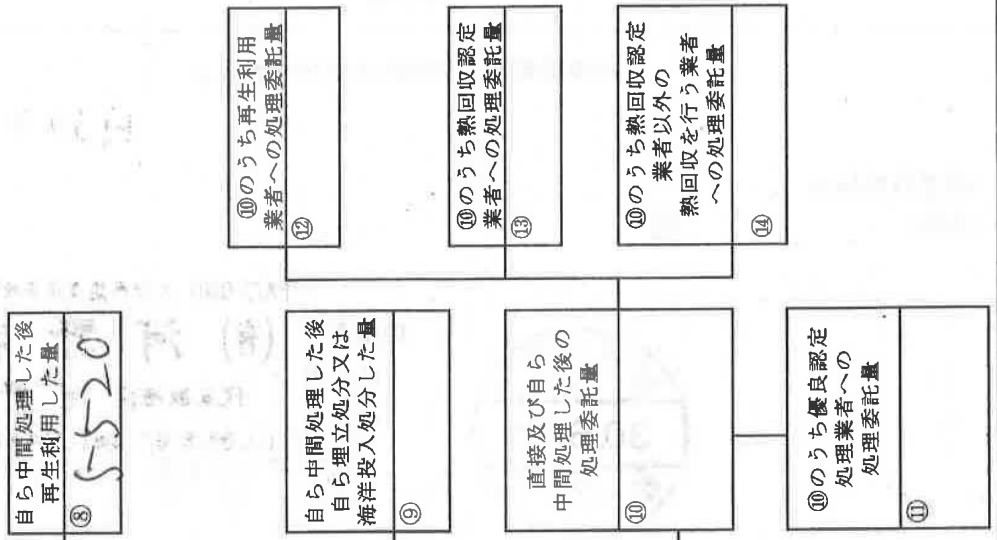 自ら中間処理した後
再生利用した量
⑧ 5520
自ら中間処理した後
自ら埋立処分又は
海洋投入処分した量
⑨
直接及び自ら
中間処理した後の
処理委託量
⑩
⑩のうち優良認定
処理業者への
処理委託量
⑪
⑩のうち再生利用
業者への処理委託量
⑫
⑩のうち熱回収認定
業者への処理委託量
⑬
⑩のうち熱回収認定
業者以外の
熱回収を行う業者
への処理委託量
⑭